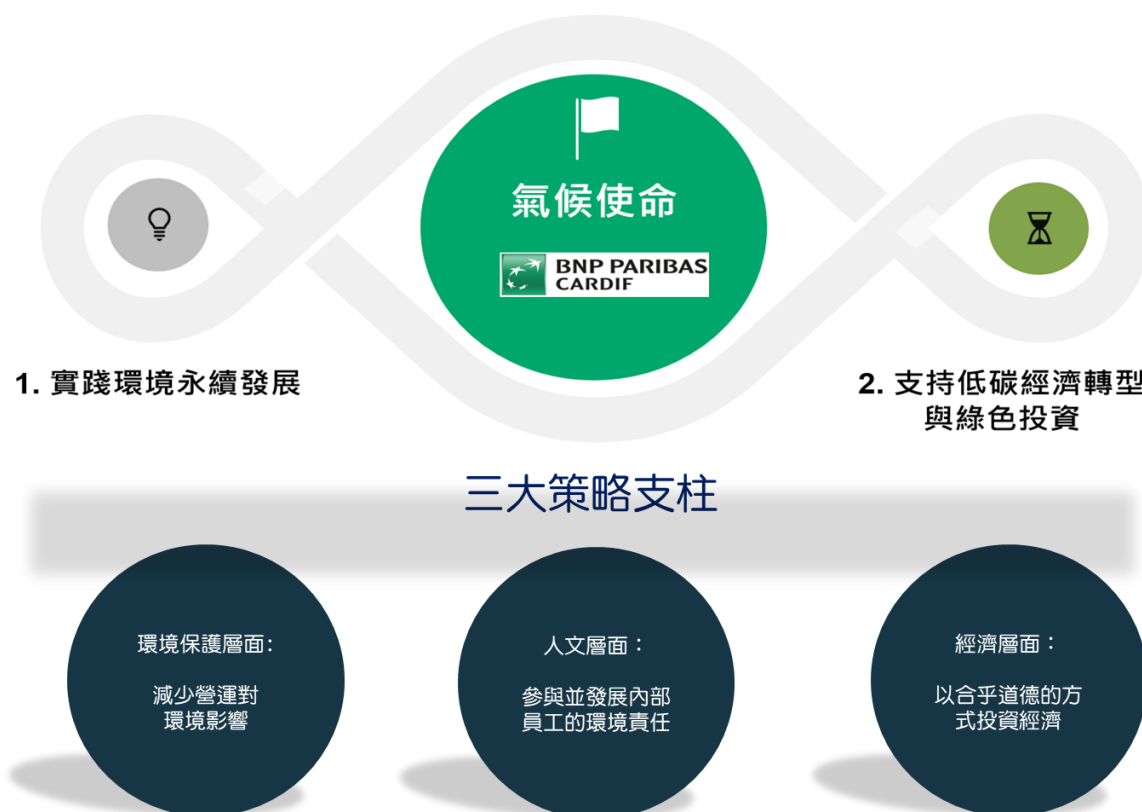 氣候使命
BNP PARIBAS
CARDIF
1. 實踐環境永續發展
2. 支持低碳經濟轉型
與綠色投資
三大策略支柱
環境保護層面:
減少營運對
環境影響
人文層面：
參與並發展內部
員工的環境責任
經濟層面：
以合乎道德的方
式投資經濟